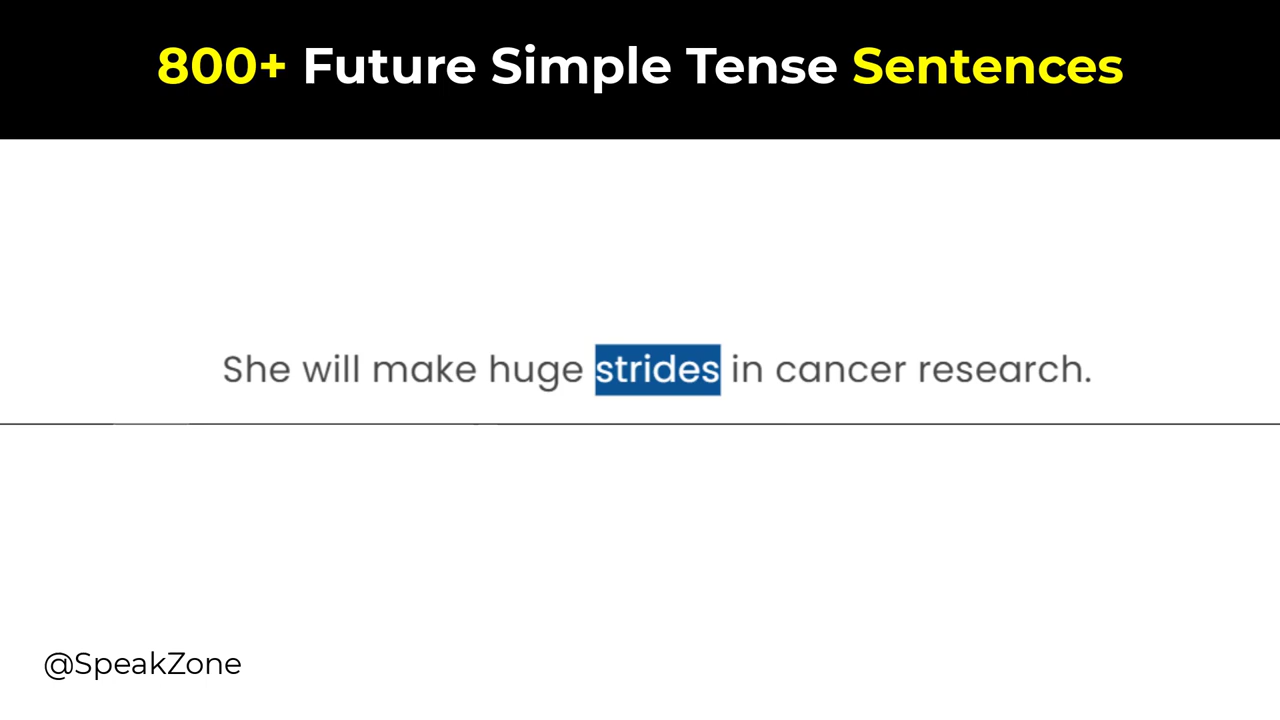 800+ Future Simple Tense Sentences
She will make huge strides in cancer research.
@SpeakZone